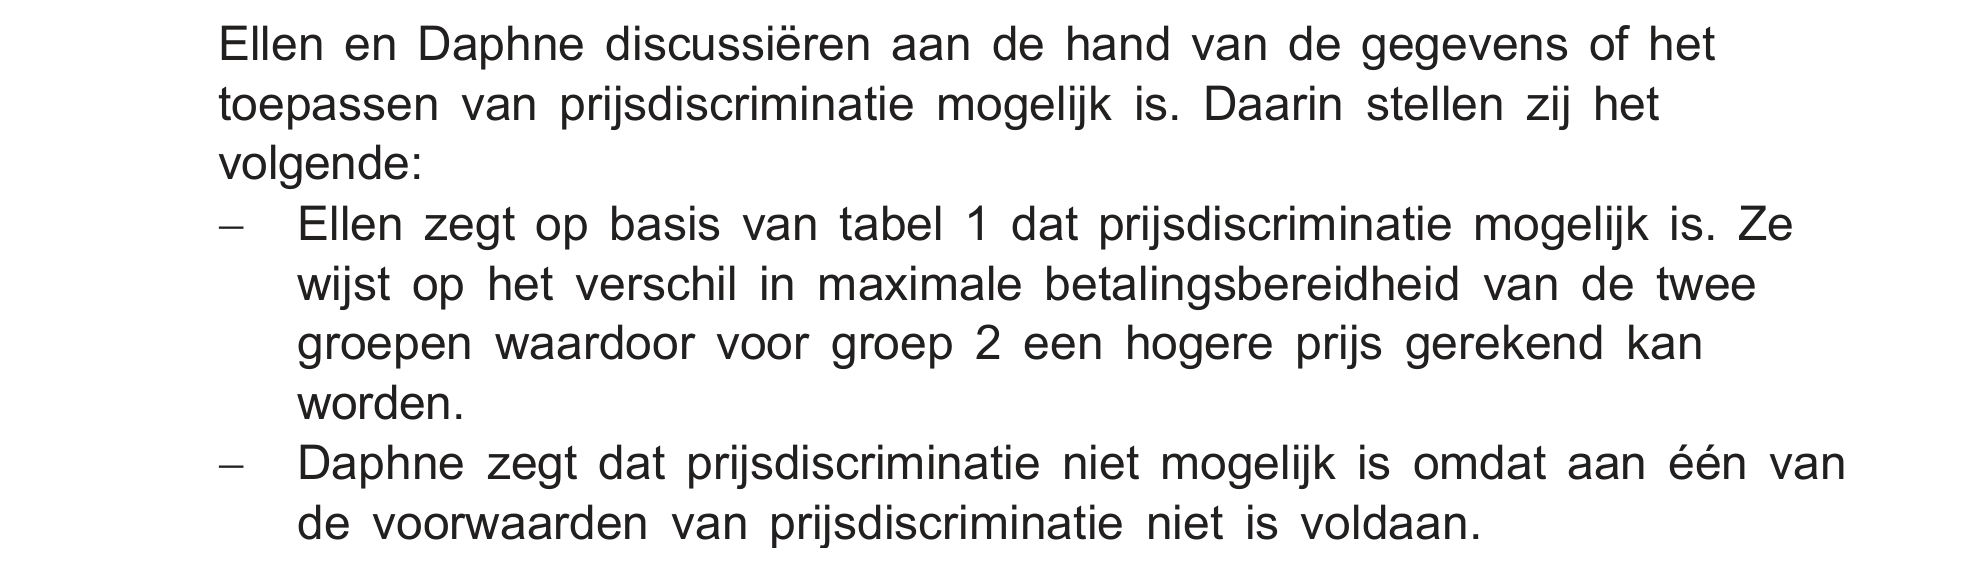 Ellen en Daphne discussiëren aan de hand van de gegevens of het
toepassen van prijsdiscriminatie mogelijk is. Daarin stellen zij het
volgende:
– Ellen zegt op basis van tabel 1 dat prijsdiscriminatie mogelijk is. Ze
wijst op het verschil in maximale betalingsbereidheid van de twee
groepen waardoor voor groep 2 een hogere prijs gerekend kan
worden.
– Daphne zegt dat prijsdiscriminatie niet mogelijk is omdat aan één van
de voorwaarden van prijsdiscriminatie niet is voldaan.